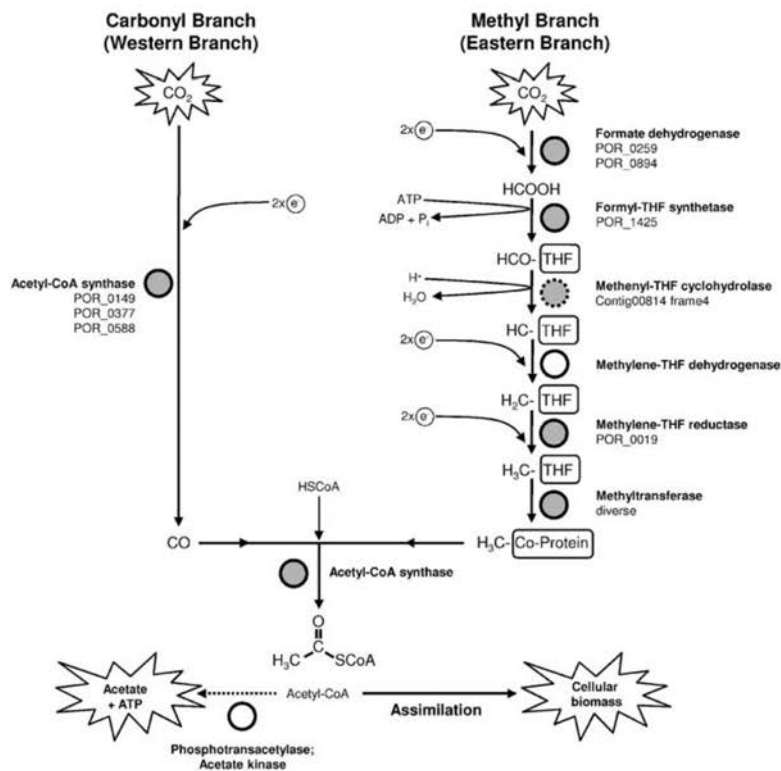 Carbonyl Branch
(Western Branch)
Methyl Branch
(Eastern Branch)
CO₂
CO₂
2x e⁻
Formate dehydrogenase
POR_0259
POR_0894
HCOOH
ATP
ADP + Pᵢ
Formyl-THF synthetase
POR_1425
2x e⁻
HCO- THF
Acetyl-CoA synthase
POR_0149
POR_0377
POR_0588
H⁺
H₂O
Methenyl-THF cyclohydrolase
Contig00814 frame4
HC- THF
2x e⁻
Methylene-THF dehydrogenase
H₂C- THF
2x e⁻
Methylene-THF reductase
POR_0019
H₃C- THF
HSCoA
Methyltransferase
diverse
CO
H₃C- Co-Protein
Acetyl-CoA synthase
O
C
H₃C
SCoA
Acetate
+ ATP
Acetyl-CoA
Assimilation
Cellular
biomass
Phosphotransacetylase;
Acetate kinase